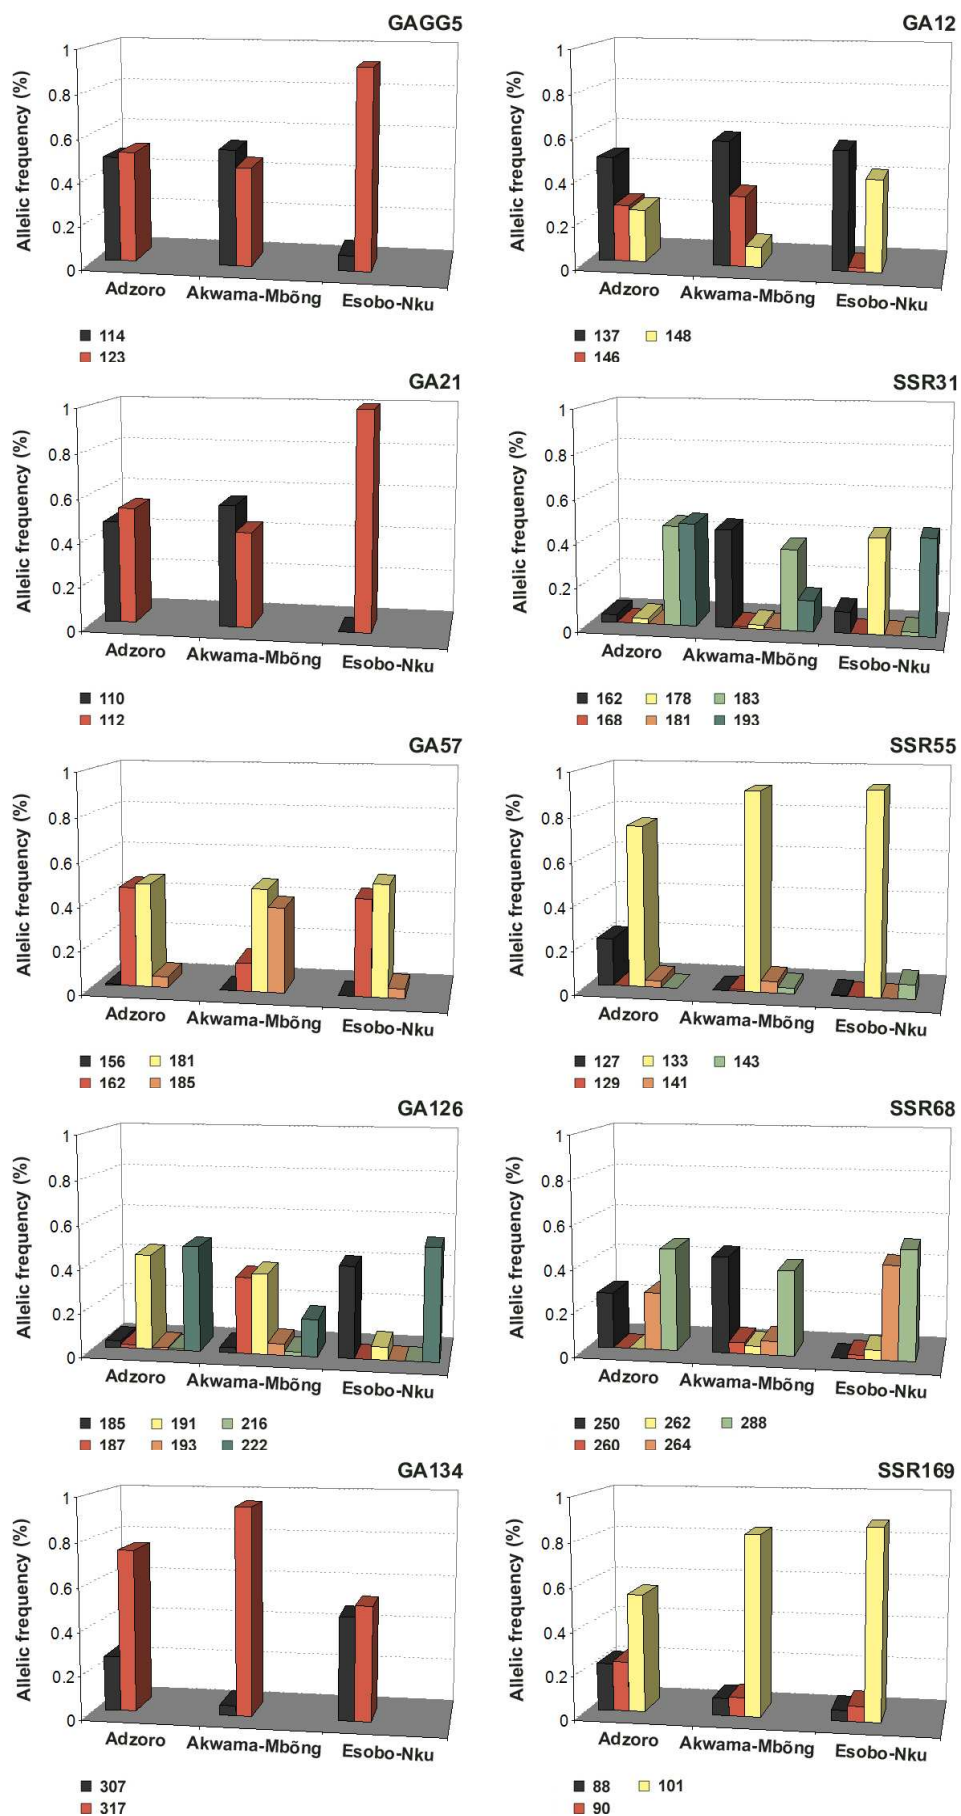 GAGG5
Allelic frequency (%)
1
0.8
0.6
0.4
0.2
0
Adzoro Akwama-Mbõng Esobo-Nku
114
123
GA12
Allelic frequency (%)
1
0.8
0.6
0.4
0.2
0
Adzoro Akwama-Mbõng Esobo-Nku
137 148
146
GA21
Allelic frequency (%)
1
0.8
0.6
0.4
0.2
0
Adzoro Akwama-Mbõng Esobo-Nku
110
112
SSR31
Allelic frequency (%)
1
0.8
0.6
0.4
0.2
0
Adzoro Akwama-Mbõng Esobo-Nku
162 178 183
168 181 193
GA57
Allelic frequency (%)
1
0.8
0.6
0.4
0.2
0
Adzoro Akwama-Mbõng Esobo-Nku
156 181
162 185
SSR55
Allelic frequency (%)
1
0.8
0.6
0.4
0.2
0
Adzoro Akwama-Mbõng Esobo-Nku
127 133 143
129 141
GA126
Allelic frequency (%)
1
0.8
0.6
0.4
0.2
0
Adzoro Akwama-Mbõng Esobo-Nku
185 191 216
187 193 222
SSR68
Allelic frequency (%)
1
0.8
0.6
0.4
0.2
0
Adzoro Akwama-Mbõng Esobo-Nku
250 262 288
260 264
GA134
Allelic frequency (%)
1
0.8
0.6
0.4
0.2
0
Adzoro Akwama-Mbõng Esobo-Nku
307
317
SSR169
Allelic frequency (%)
1
0.8
0.6
0.4
0.2
0
Adzoro Akwama-Mbõng Esobo-Nku
88 101
90